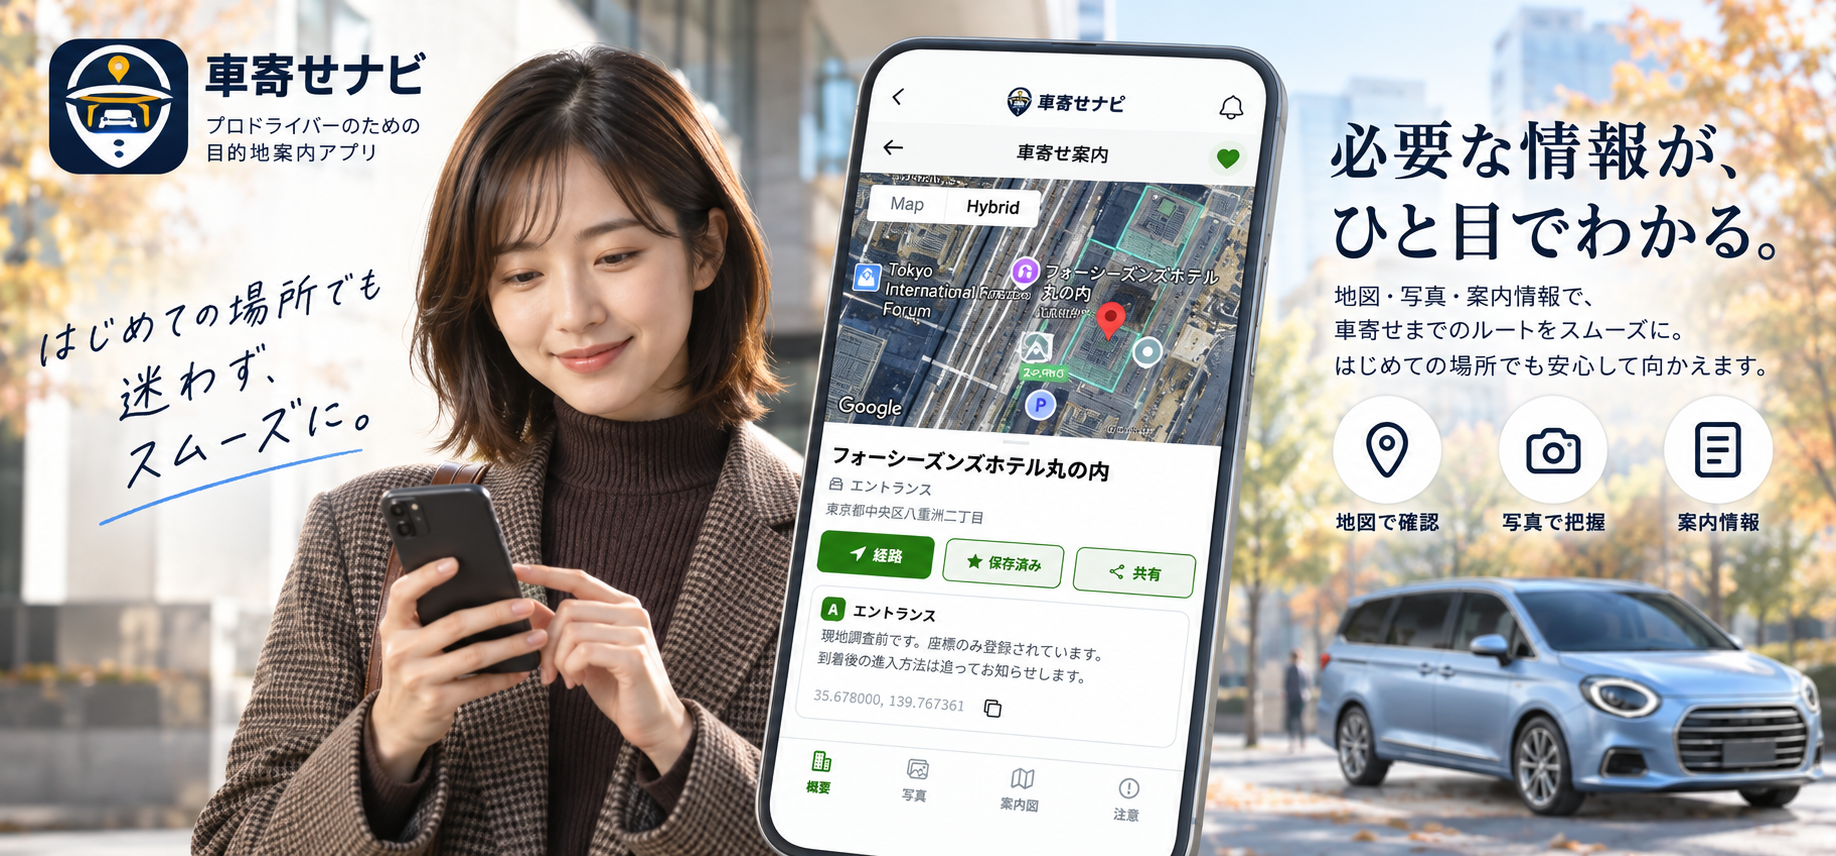 車寄せナビ
プロドライバーのための
目的地案内アプリ
はじめての場所でも
迷わず、
スムーズに。
車寄せナビ
車寄せ案内
Map
Hybrid
Tokyo
International
Forum
フォーシーズンズホテル
丸の内
P
Google
フォーシーズンズホテル丸の内
エントランス
東京都中央区八重洲二丁目
経路
保存済み
共有
A エントランス
現地調査前です。座標のみ登録されています。
到着後の進入方法は追ってお知らせします。
35.678000, 139.767361
概要
写真
案内図
注意
必要な情報が、
ひと目でわかる。
地図・写真・案内情報で、
車寄せまでのルートをスムーズに。
はじめての場所でも安心して向かえます。
地図で確認
写真で把握
案内情報